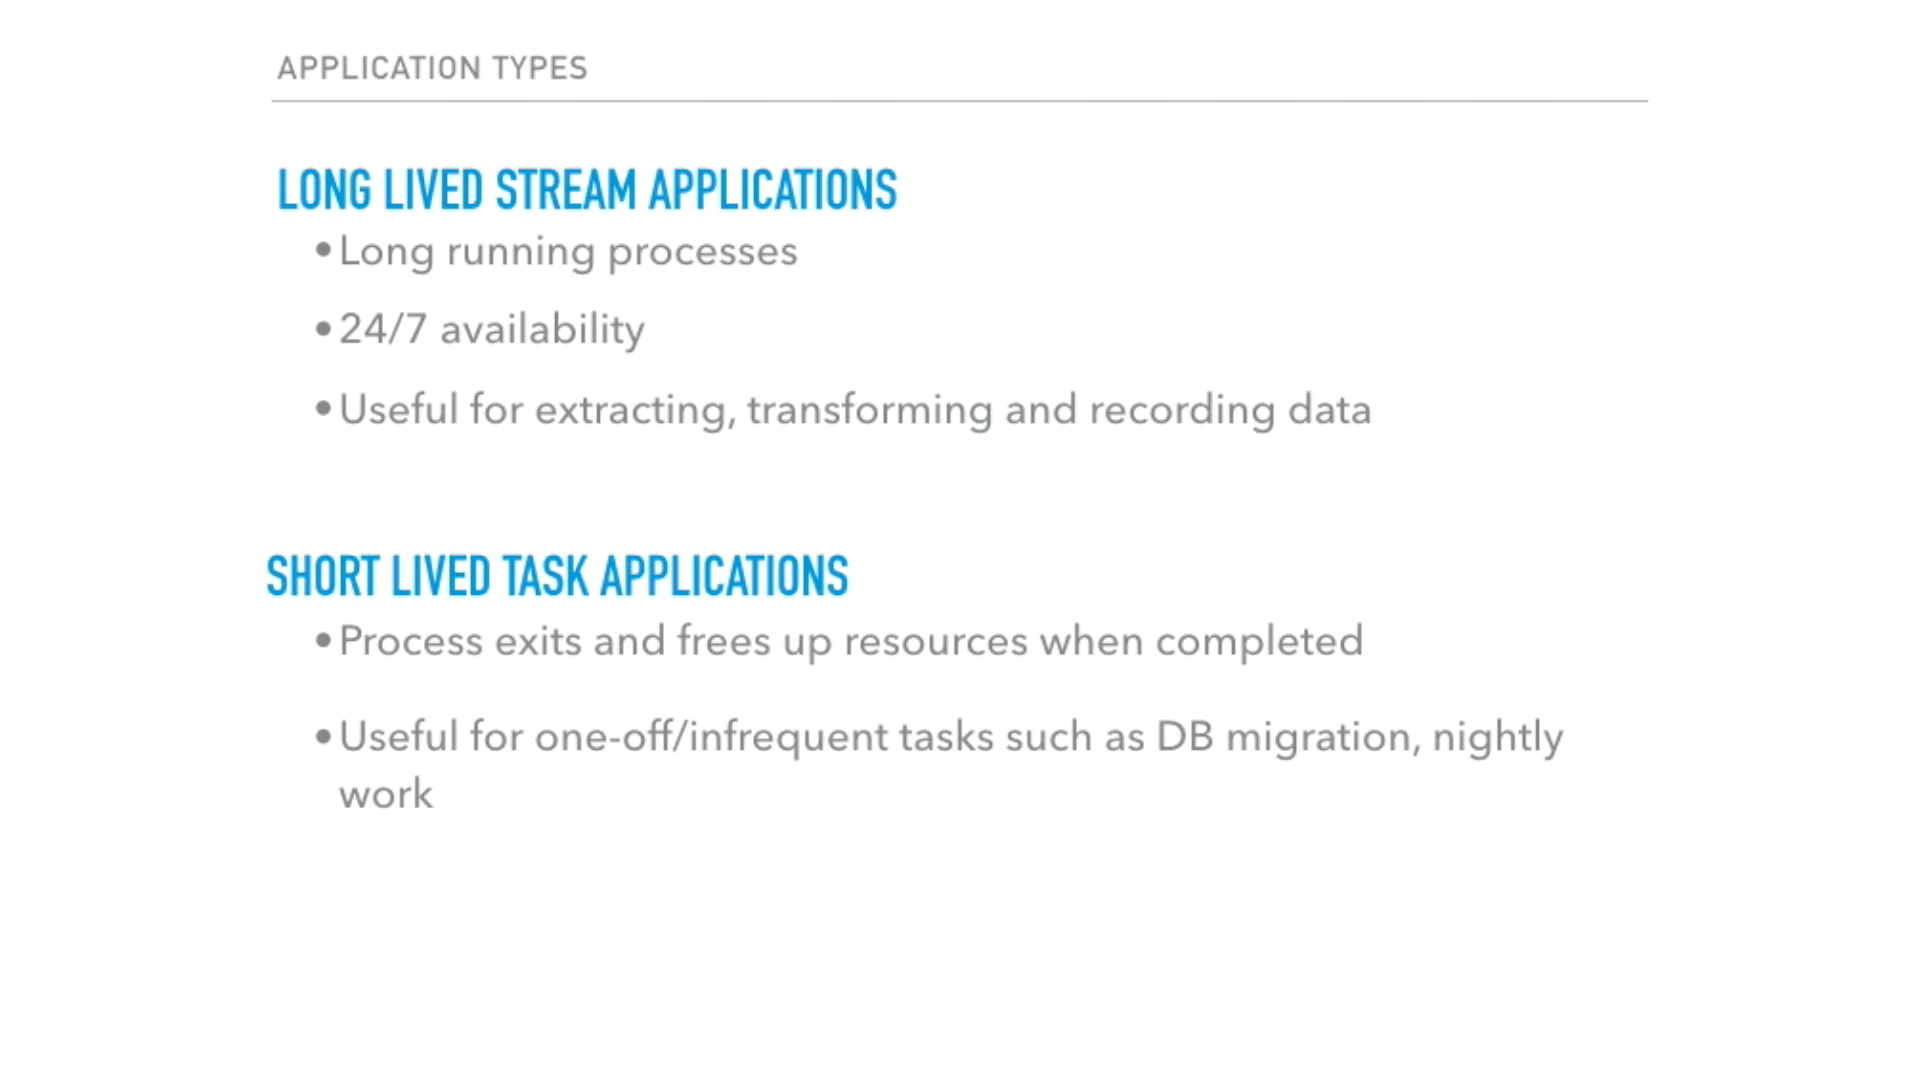 APPLICATION TYPES
LONG LIVED STREAM APPLICATIONS
• Long running processes
• 24/7 availability
• Useful for extracting, transforming and recording data
SHORT LIVED TASK APPLICATIONS
• Process exits and frees up resources when completed
• Useful for one-off/infrequent tasks such as DB migration, nightly
work